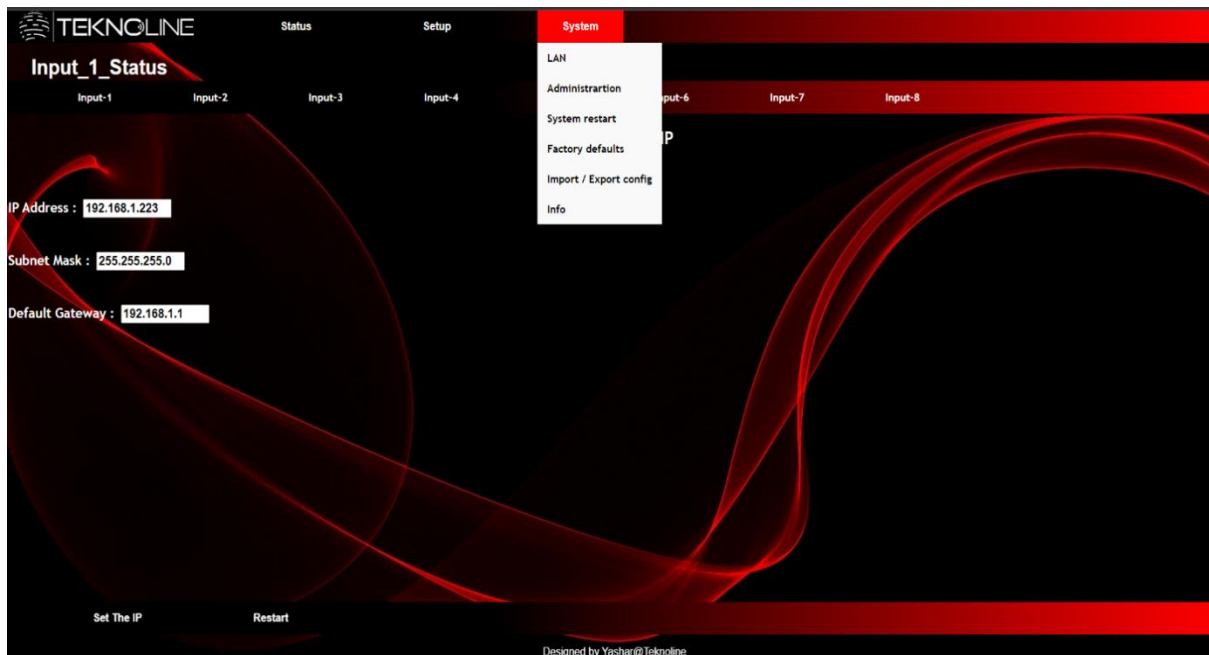 TEKNOLINE Status Setup System
Input_1_Status
LAN
Administrartion
System restart
Factory defaults
Import / Export config
Info
Input-1 Input-2 Input-3 Input-4 Input-7 Input-8
IP
IP Address : 192.168.1.223
Subnet Mask : 255.255.255.0
Default Gateway : 192.168.1.1
Set The IP Restart
Designed by Yashar@Teknoline